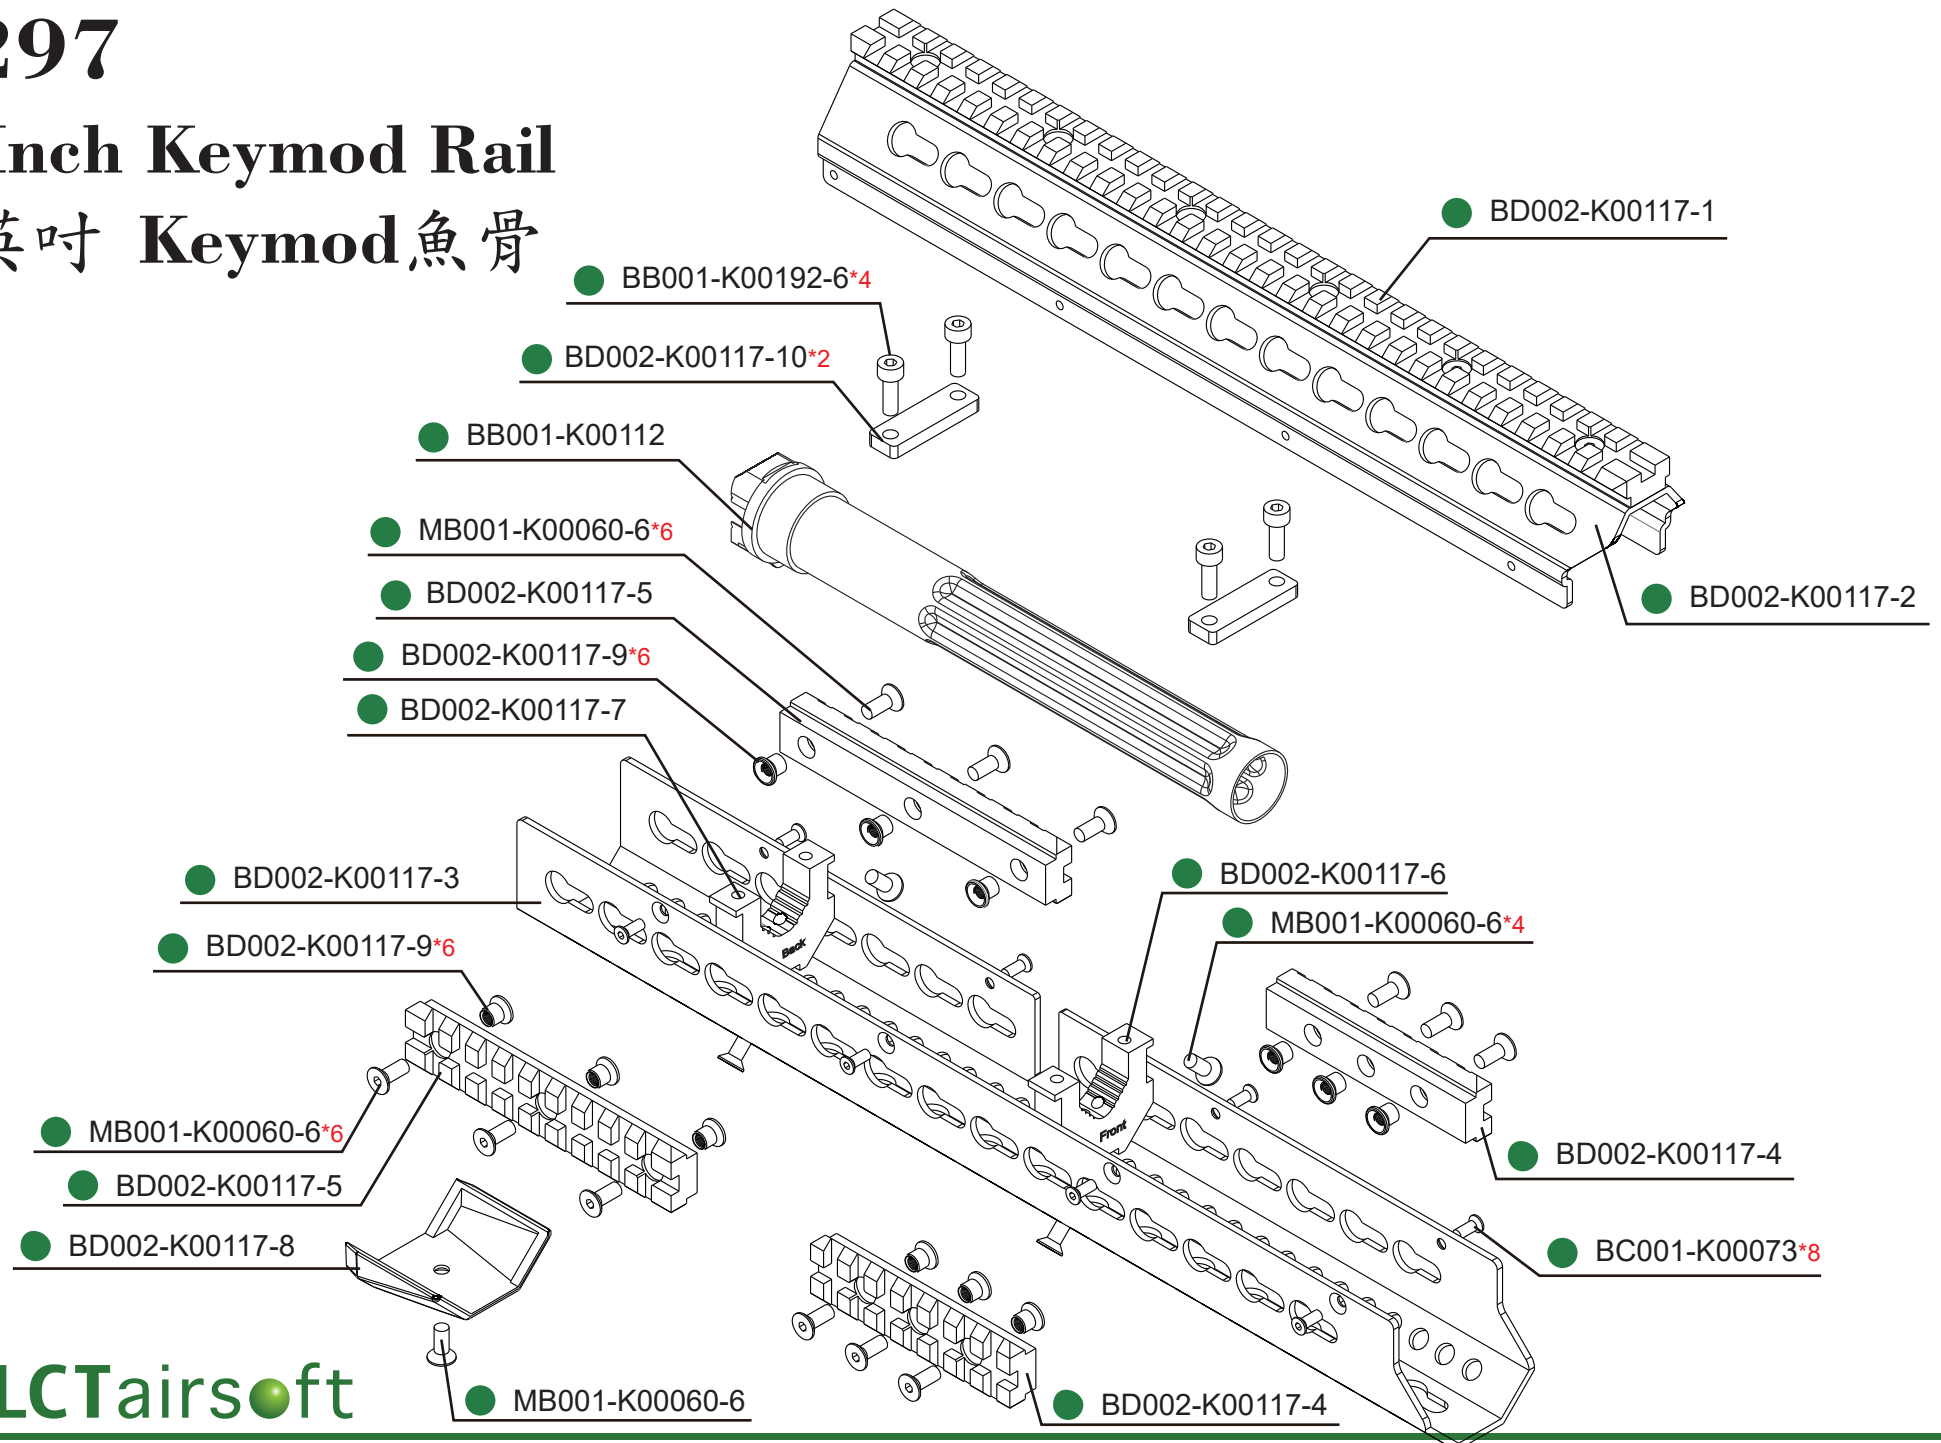 297
Inch Keymod Rail
英吋 Keymod魚骨
BD002-K00117-1
BB001-K00192-6*4
BD002-K00117-10*2
BB001-K00112
MB001-K00060-6*6
BD002-K00117-5
BD002-K00117-2
BD002-K00117-9*6
BD002-K00117-7
BD002-K00117-3
BD002-K00117-6
MB001-K00060-6*4
BD002-K00117-9*6
Back
Front
MB001-K00060-6*6
BD002-K00117-4
BD002-K00117-5
BD002-K00117-8
BC001-K00073*8
LCTairsoft
MB001-K00060-6
BD002-K00117-4